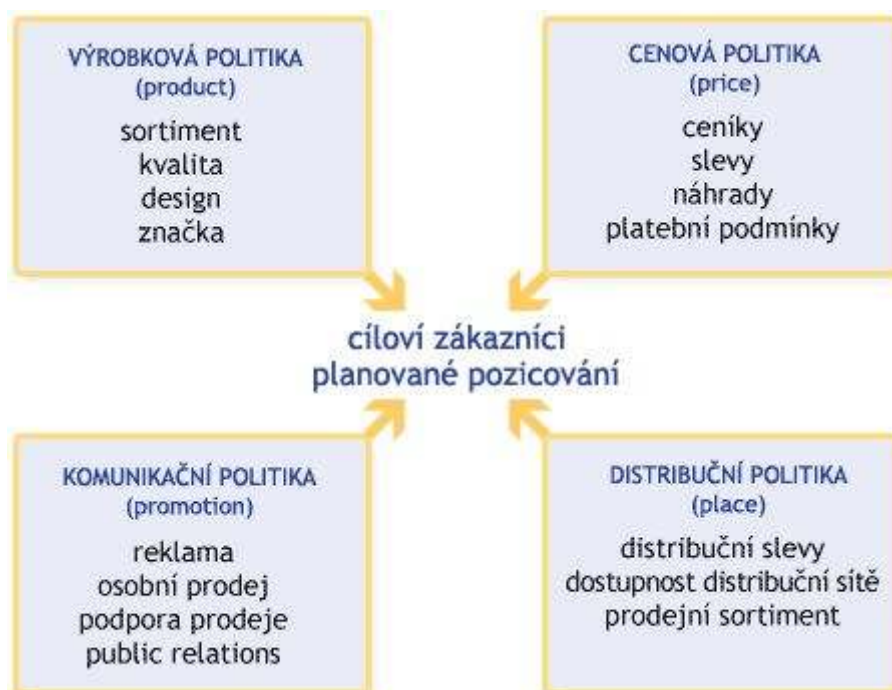 VÝROBKOVÁ POLITIKA
(product)
sortiment
kvalita
design
značka
CENOVÁ POLITIKA
(price)
ceníky
slevy
náhrady
platební podmínky
cíloví zákazníci
planované pozicování
KOMUNIKAČNÍ POLITIKA
(promotion)
reklama
osobní prodej
podpora prodeje
public relations
DISTRIBUČNÍ POLITIKA
(place)
distribuční slevy
dostupnost distribuční sítě
prodejní sortiment